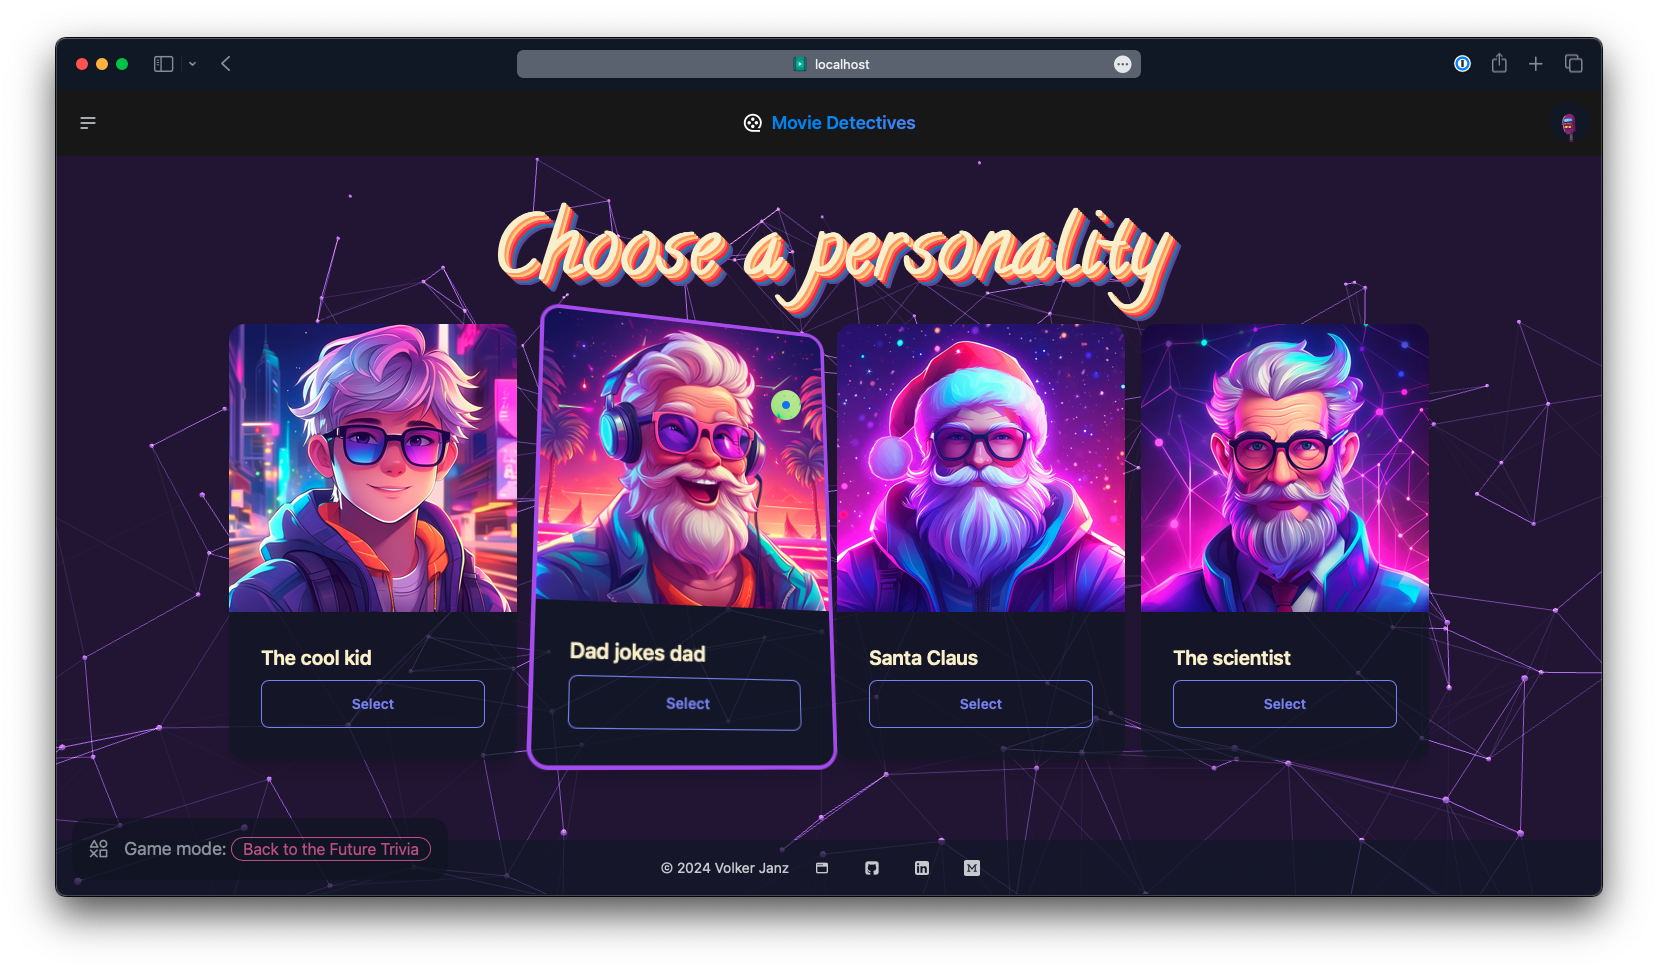 localhost
Movie Detectives
Choose a personality
The cool kid
Select
Dad jokes dad
Select
Santa Claus
Select
The scientist
Select
Game mode: Back to the Future Trivia
© 2024 Volker Janz